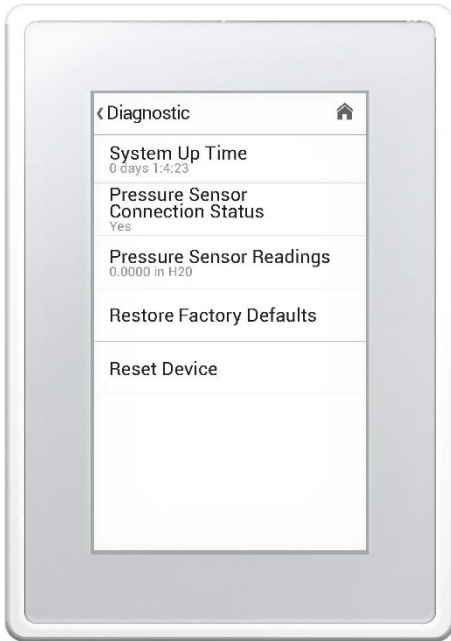 Diagnostic
System Up Time
0 days 1:4:23
Pressure Sensor
Connection Status
Yes
Pressure Sensor Readings
0.0000 in H20
Restore Factory Defaults
Reset Device